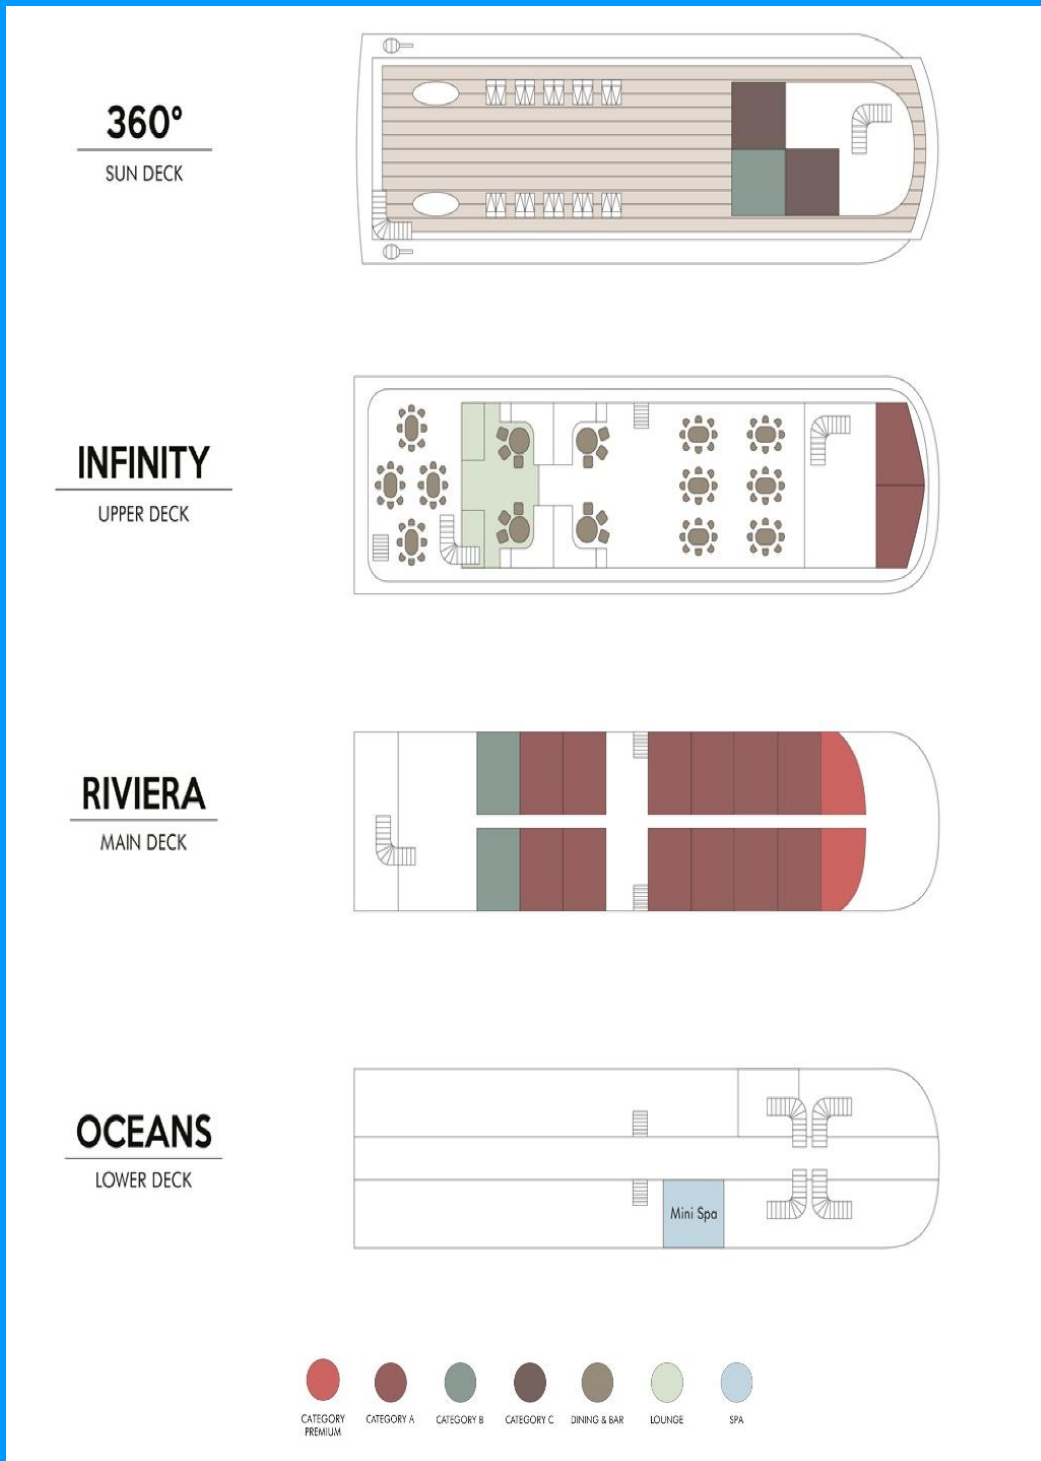 360°
SUN DECK
INFINITY
UPPER DECK
RIVIERA
MAIN DECK
OCEANS
LOWER DECK
Mini Spa
CATEGORY
PREMIUM
CATEGORY A
CATEGORY B
CATEGORY C
DINING & BAR
LOUNGE
SPA